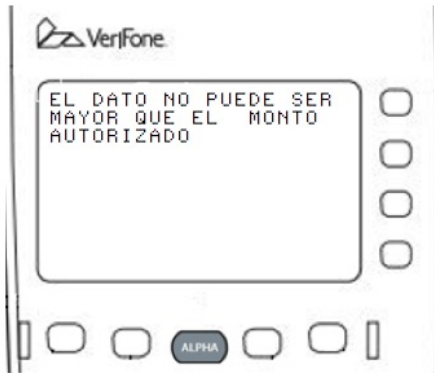 VeriFone
EL DATO NO PUEDE SER
MAYOR QUE EL MONTO
AUTORIZADO
ALPHA